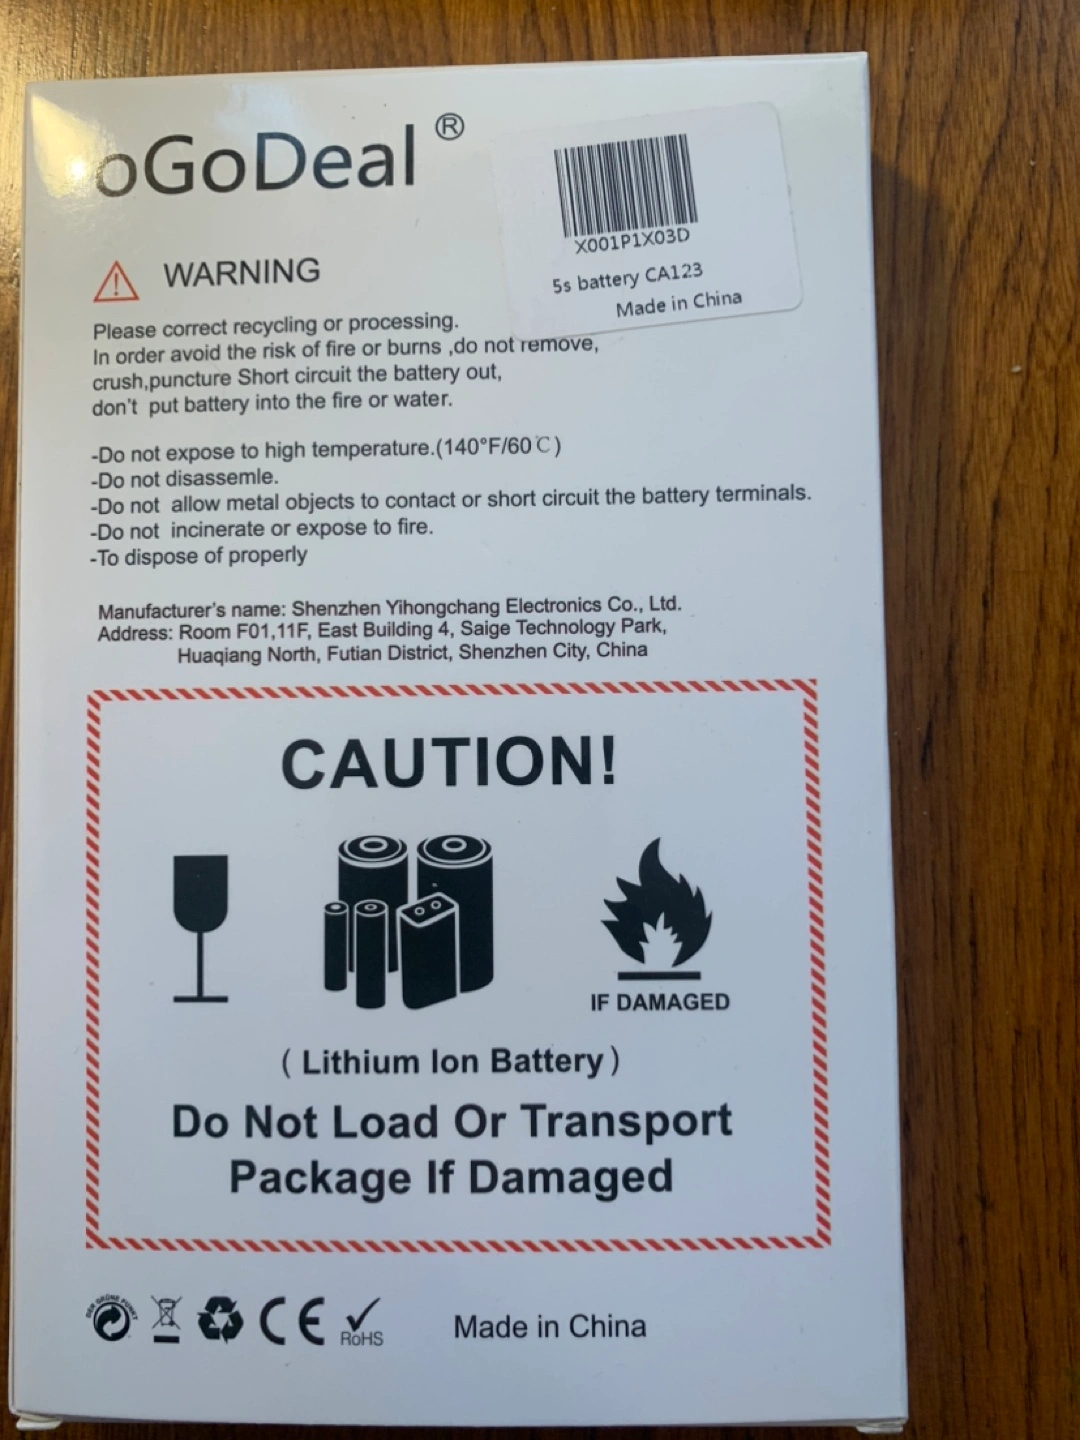 oGoDeal ®
X001P1X03D
5s battery CA123
Made in China
WARNING
Please correct recycling or processing.
In order avoid the risk of fire or burns ,do not remove,
crush,puncture Short circuit the battery out,
don't put battery into the fire or water.
-Do not expose to high temperature.(140°F/60℃)
-Do not disassemle.
-Do not allow metal objects to contact or short circuit the battery terminals.
-Do not incinerate or expose to fire.
-To dispose of properly
Manufacturer's name: Shenzhen Yihongchang Electronics Co., Ltd.
Address: Room F01,11F, East Building 4, Saige Technology Park,
Huaqiang North, Futian District, Shenzhen City, China
CAUTION!
IF DAMAGED
( Lithium Ion Battery )
Do Not Load Or Transport
Package If Damaged
DER GRÜNE PUNKT
CE
RoHS
Made in China